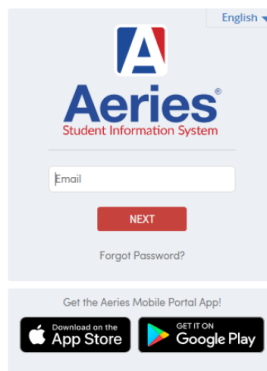 English
A
Aeries®
Student Information System
Email
NEXT
Forgot Password?
Get the Aeries Mobile Portal App!
Download on the
App Store
GET IT ON
Google Play